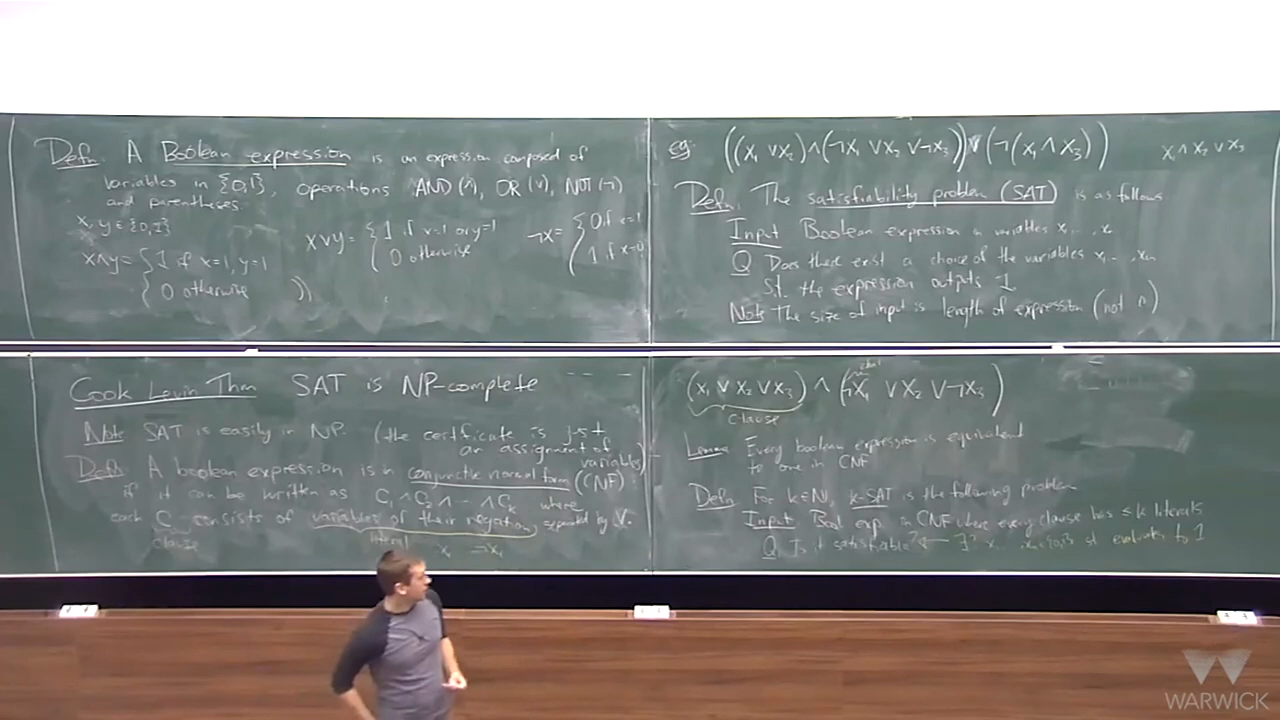 Defn. A Boolean expression is an expression composed of
variables in {0,1}, operations AND (∧), OR (∨), NOT (¬)
and parentheses.
x, y ∈ {0,1}
x∧y = { 1 if x=1, y=1
0 otherwise
x∨y = { 1 if x=1 or y=1
0 otherwise
¬x = { 0 if x=1
1 if x=0
eg ((x₁ ∨ x₂) ∧ (¬x₁ ∨ x₂ ∨ ¬x₃)) ∨ (¬(x₁ ∧ x₃))
x₁ ∧ x₂ ∨ x₃
Defn. The satisfiability problem (SAT) is as follows
Input Boolean expression in variables x₁ ... xₙ
Q Does there exist a choice of the variables x₁ ... xₙ
s.t. the expression outputs 1
Note The size of input is length of expression (not n)
Cook Levin Thm SAT is NP-complete
Note SAT is easily in NP. (the certificate is just
an assignment of
variables)
Defn A boolean expression is in conjunctive normal form (CNF)
if it can be written as C₁ ∧ C₂ ∧ ... ∧ Cₖ where
each Cᵢ consists of variables or their negation separated by ∨.
clause
literal x₁ ¬x₁
(x₁ ∨ x₂ ∨ x₃) ∧ (¬x₁ ∨ x₂ ∨ ¬x₃)
clause
Lemma Every boolean expression is equivalent
to one in CNF
Defn. For k∈ℕ, k-SAT is the following problem
Input Bool exp. in CNF where every clause has ≤k literals
Q Is it satisfiable? ← ∃? x₁ ... xₙ∈{0,1} st evaluates to 1
WARWICK